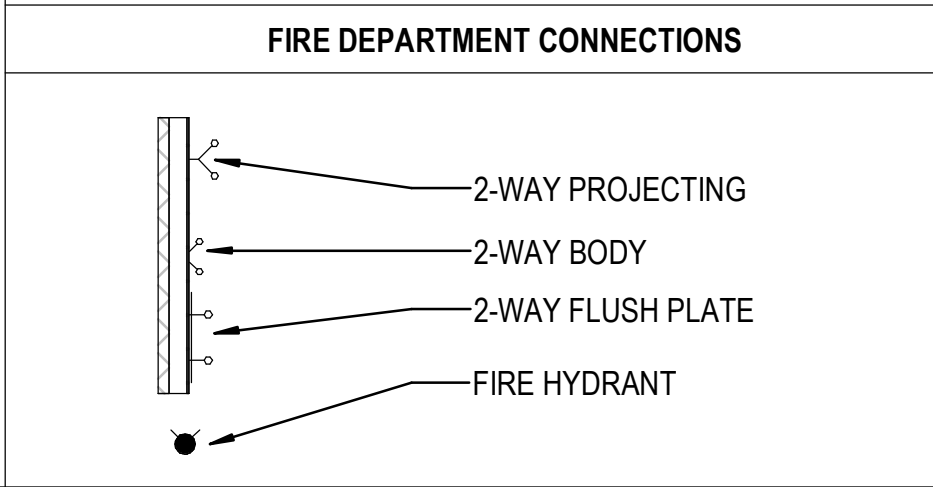 FIRE DEPARTMENT CONNECTIONS
2-WAY PROJECTING
2-WAY BODY
2-WAY FLUSH PLATE
FIRE HYDRANT